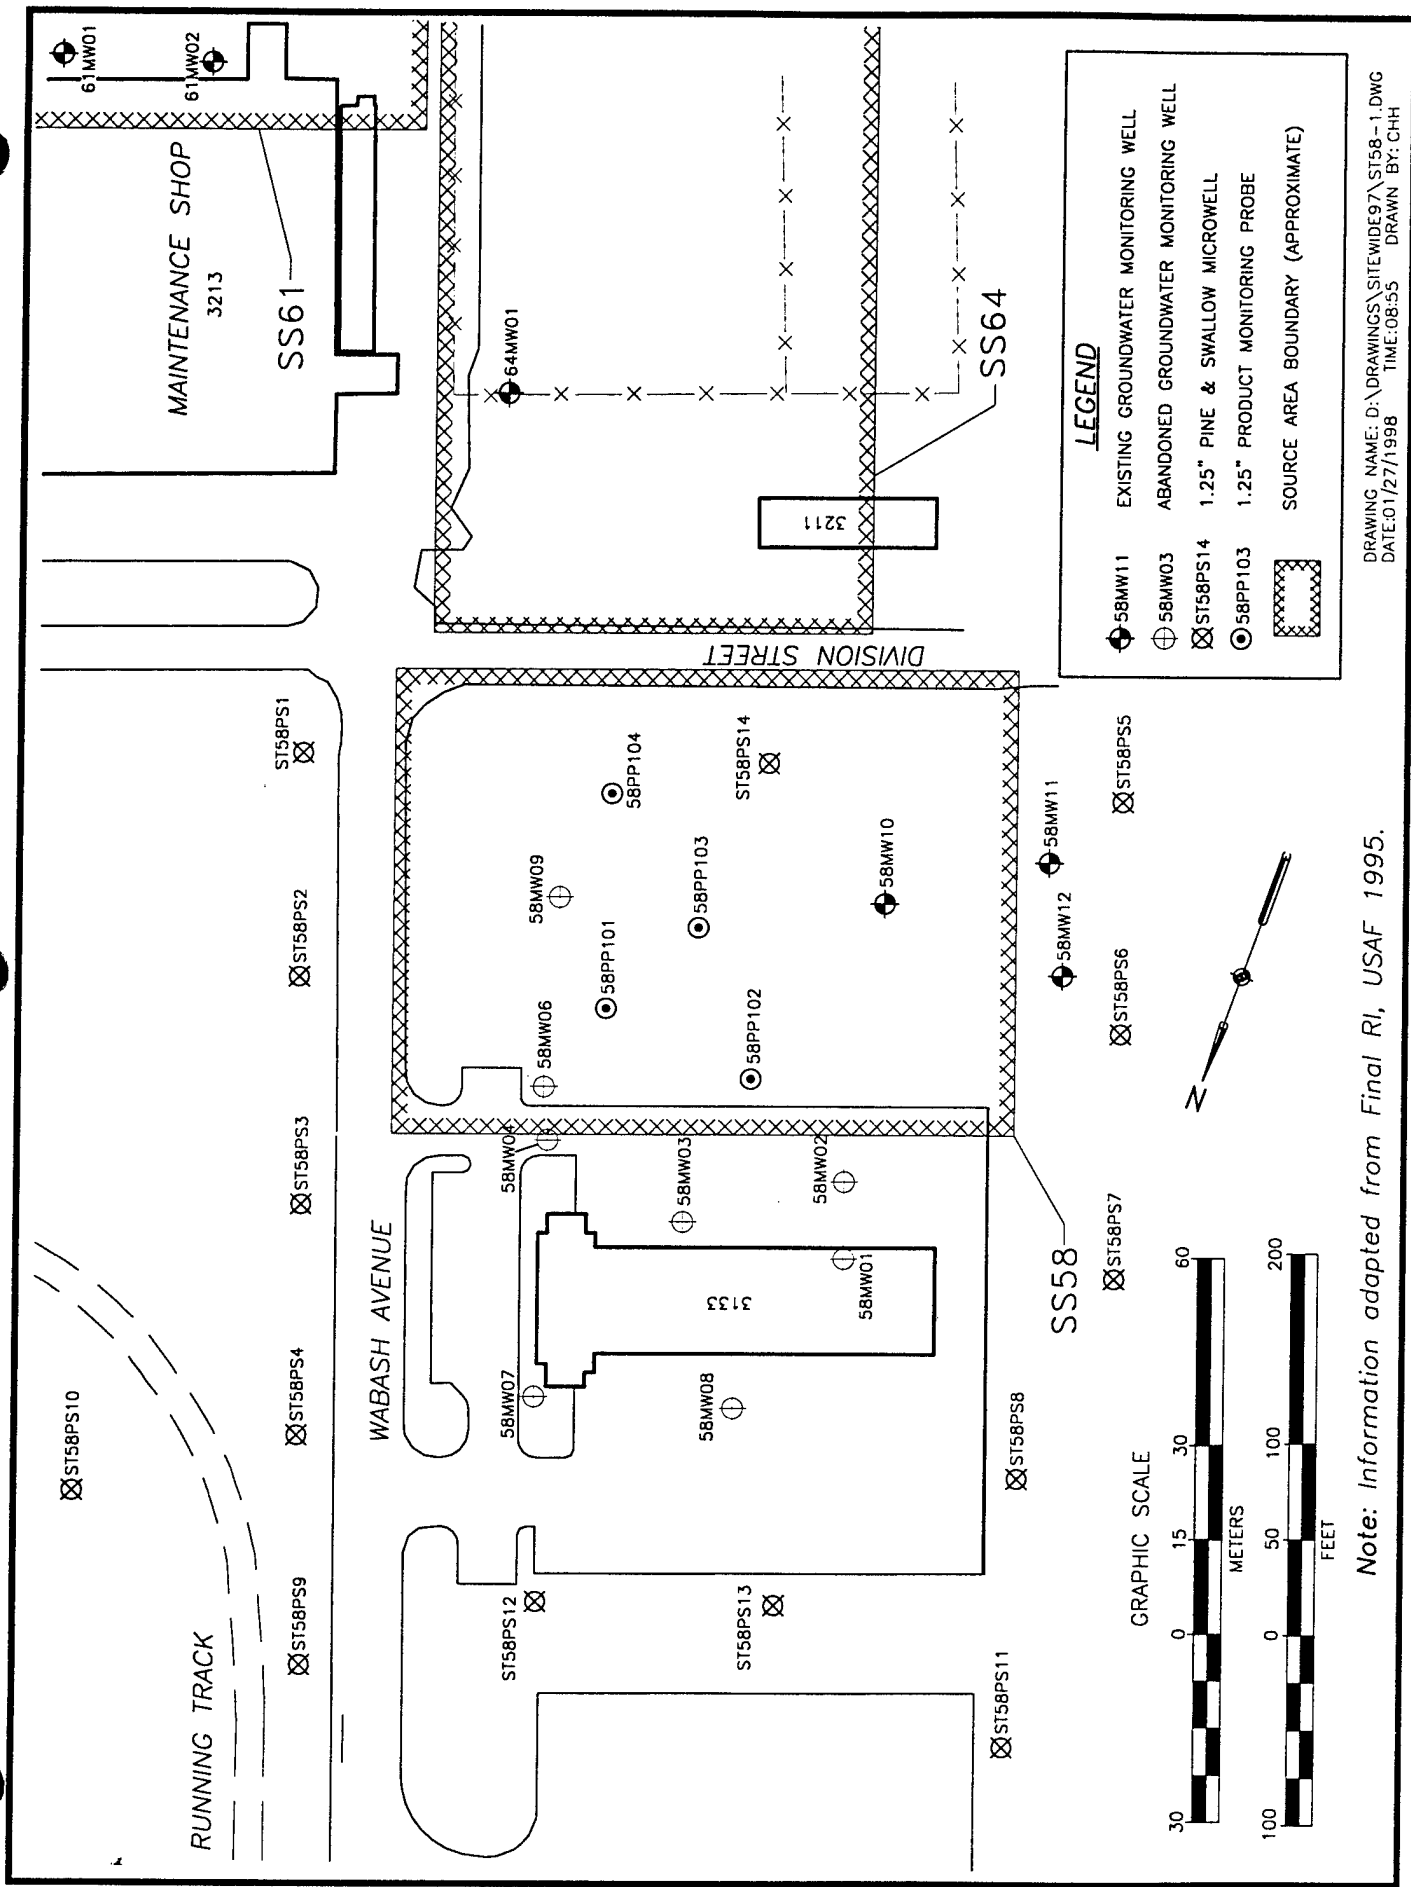 61MW01
61MW02
MAINTENANCE SHOP
3213
SS61
64MW01
SS64
3211
DIVISION STREET
ST58PS1
ST58PS2
ST58PS3
ST58PS4
ST58PS10
ST58PS9
RUNNING TRACK
WABASH AVENUE
58PP104
ST58PS14
58MW09
58PP103
58PP101
58MW10
58MW06
58PP102
58MW11
58MW12
ST58PS5
ST58PS6
58MW04
58MW03
58MW02
58MW01
3133
58MW07
58MW08
SS58
ST58PS7
ST58PS8
ST58PS12
ST58PS13
ST58PS11
N
LEGEND
58MW11 EXISTING GROUNDWATER MONITORING WELL
58MW03 ABANDONED GROUNDWATER MONITORING WELL
ST58PS14 1.25" PINE & SWALLOW MICROWELL
58PP103 1.25" PRODUCT MONITORING PROBE
SOURCE AREA BOUNDARY (APPROXIMATE)
GRAPHIC SCALE
30 0 15 30 60
METERS
100 0 50 100 200
FEET
Note: Information adapted from Final RI, USAF 1995.
DRAWING NAME: D:\DRAWINGS\SITEWIDE97\ST58-1.DWG
DATE:01/27/1998 TIME:08:55 DRAWN BY: CHH